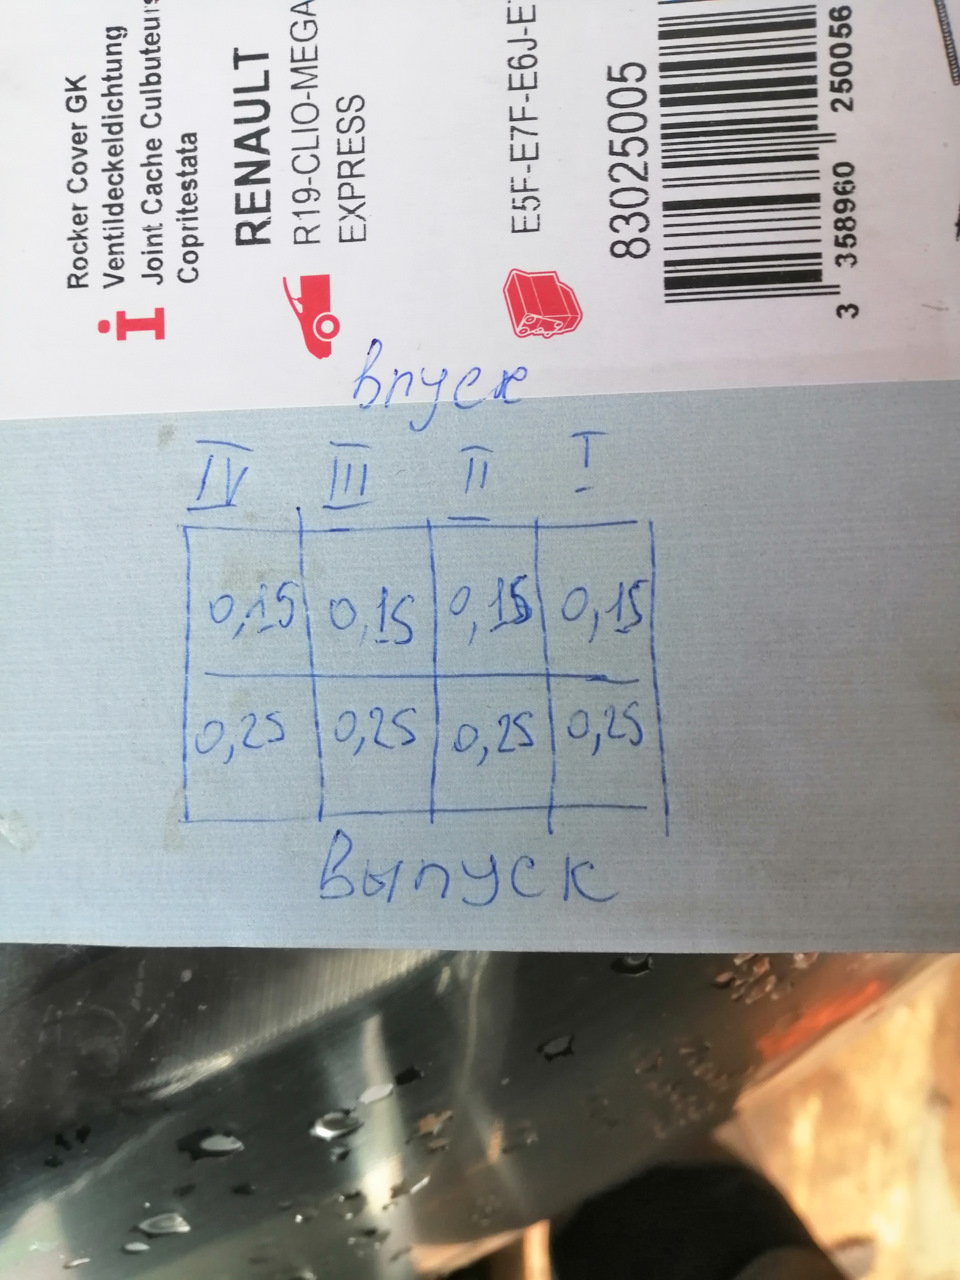 Rocker Cover GK
Ventildeckeldichtung
Joint Cache Culbuteurs
Copritestata
RENAULT
R19-CLIO-MEGA
EXPRESS
E5F-E7F-E6J-E
83025005
3 358960 250056
впуск
IV III II I
0,15 0,15 0,15 0,15
0,25 0,25 0,25 0,25
Выпуск